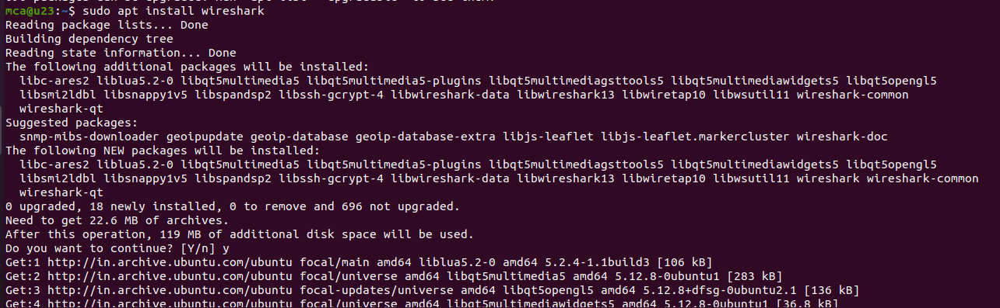 mca@u23:~$ sudo apt install wireshark
Reading package lists... Done
Building dependency tree
Reading state information... Done
The following additional packages will be installed:
  libc-ares2 liblua5.2-0 libqt5multimedia5 libqt5multimedia5-plugins libqt5multimediagsttools5 libqt5multimediawidgets5 libqt5opengl5
  libsmi2ldbl libsnappy1v5 libspandsp2 libssh-gcrypt-4 libwireshark-data libwireshark13 libwiretap10 libwsutil11 wireshark-common
  wireshark-qt
Suggested packages:
  snmp-mibs-downloader geoipupdate geoip-database geoip-database-extra libjs-leaflet libjs-leaflet.markercluster wireshark-doc
The following NEW packages will be installed:
  libc-ares2 liblua5.2-0 libqt5multimedia5 libqt5multimedia5-plugins libqt5multimediagsttools5 libqt5multimediawidgets5 libqt5opengl5
  libsmi2ldbl libsnappy1v5 libspandsp2 libssh-gcrypt-4 libwireshark-data libwireshark13 libwiretap10 libwsutil11 wireshark wireshark-common
  wireshark-qt
0 upgraded, 18 newly installed, 0 to remove and 696 not upgraded.
Need to get 22.6 MB of archives.
After this operation, 119 MB of additional disk space will be used.
Do you want to continue? [Y/n] y
Get:1 http://in.archive.ubuntu.com/ubuntu focal/main amd64 liblua5.2-0 amd64 5.2.4-1.1build3 [106 kB]
Get:2 http://in.archive.ubuntu.com/ubuntu focal/universe amd64 libqt5multimedia5 amd64 5.12.8-0ubuntu1 [283 kB]
Get:3 http://in.archive.ubuntu.com/ubuntu focal-updates/universe amd64 libqt5opengl5 amd64 5.12.8+dfsg-0ubuntu2.1 [136 kB]
Get:4 http://in.archive.ubuntu.com/ubuntu focal/universe amd64 libqt5multimediawidgets5 amd64 5.12.8-0ubuntu1 [36.8 kB]